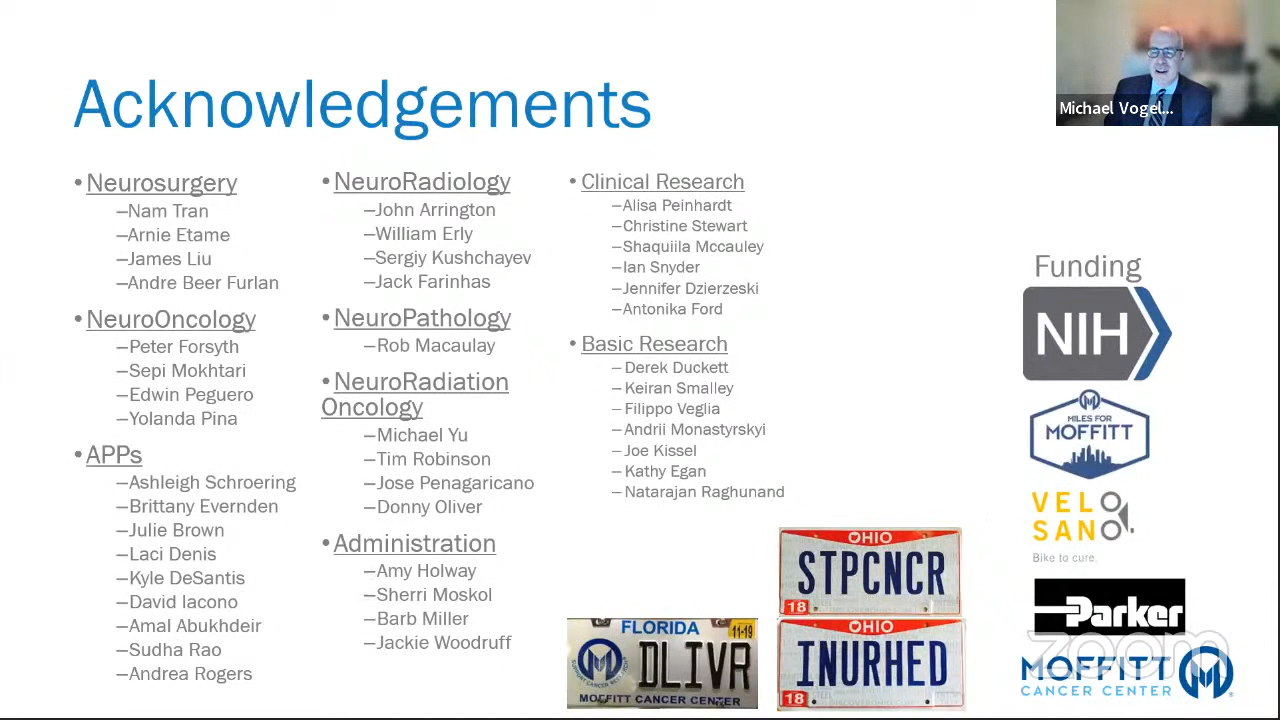 Acknowledgements
Michael Vogel...
• Neurosurgery
–Nam Tran
–Arnie Etame
–James Liu
–Andre Beer Furlan
• NeuroOncology
–Peter Forsyth
–Sepi Mokhtari
–Edwin Peguero
–Yolanda Pina
• APPs
–Ashleigh Schroering
–Brittany Evernden
–Julie Brown
–Laci Denis
–Kyle DeSantis
–David Iacono
–Amal Abukhdeir
–Sudha Rao
–Andrea Rogers
• NeuroRadiology
–John Arrington
–William Erly
–Sergiy Kushchayev
–Jack Farinhas
• NeuroPathology
–Rob Macaulay
• NeuroRadiation
Oncology
–Michael Yu
–Tim Robinson
–Jose Penagaricano
–Donny Oliver
• Administration
–Amy Holway
–Sherri Moskol
–Barb Miller
–Jackie Woodruff
• Clinical Research
–Alisa Peinhardt
–Christine Stewart
–Shaquiila Mccauley
–Ian Snyder
–Jennifer Dzierzeski
–Antonika Ford
• Basic Research
– Derek Duckett
– Keiran Smalley
– Filippo Veglia
– Andrii Monastyrskyi
– Joe Kissel
– Kathy Egan
– Natarajan Raghunand
FLORIDA
11-19
DLIVR
MOFFITT CANCER CENTER
OHIO
STPCNCR
18
OHIO
INURHED
18
Funding
NIH
MILES FOR
MOFFITT
VELO
SANO
Bike to cure.
Parker
zoom
MOFFITT
CANCER CENTER